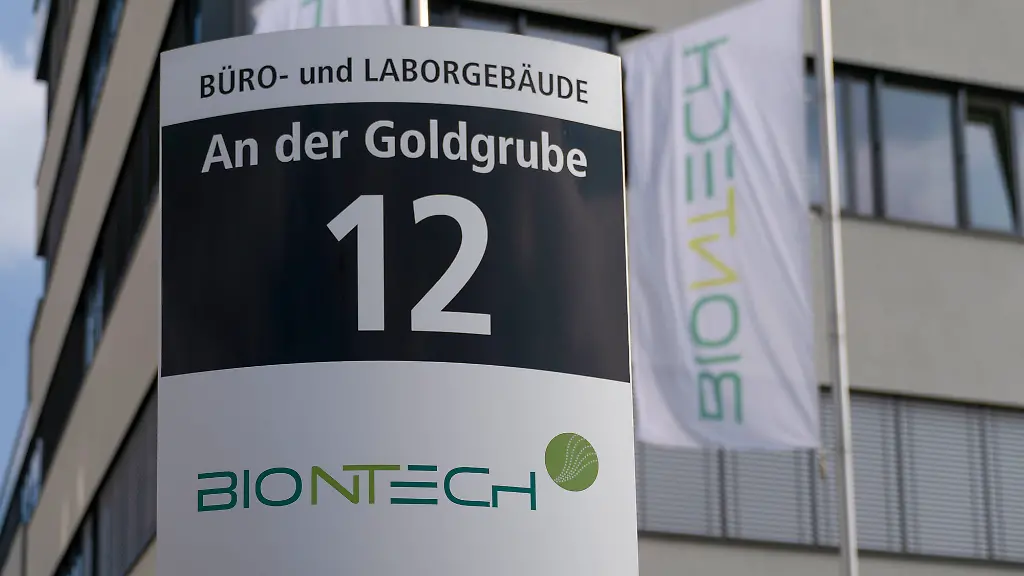 BÜRO- und LABORGEBÄUDE
An der Goldgrube
12
BIONTECH
BIONTECH